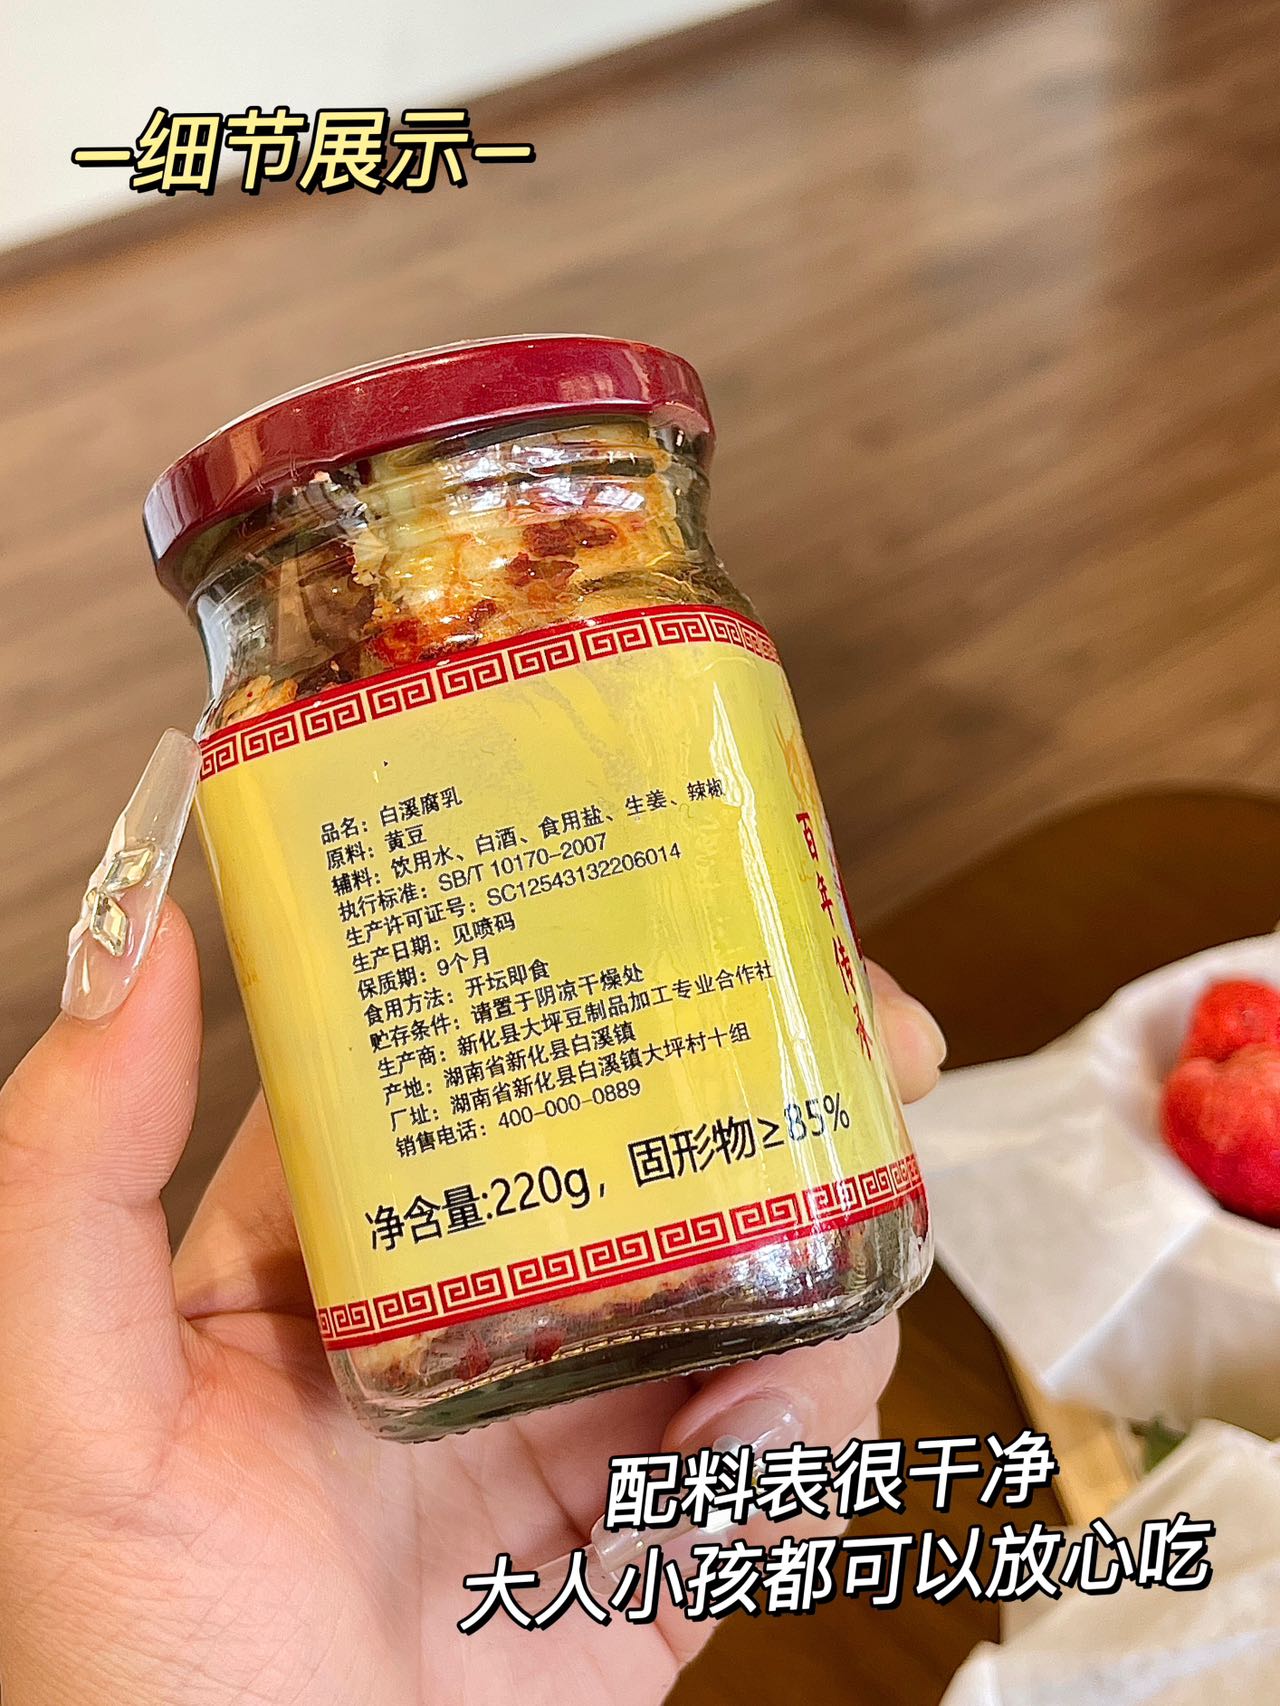 —细节展示—
品名：白溪腐乳
原料：黄豆
辅料：饮用水、白酒、食用盐、生姜、辣椒
执行标准：SB/T 10170-2007
生产许可证号：SC12543132206014
生产日期：见喷码
保质期：9个月
食用方法：开坛即食
贮存条件：请置于阴凉干燥处
生产商：新化县大坪豆制品加工专业合作社
产地：湖南省新化县白溪镇
厂址：湖南省新化县白溪镇大坪村十组
销售电话：400-000-0889
净含量:220g，固形物≥85%
百年传承
配料表很干净
大人小孩都可以放心吃